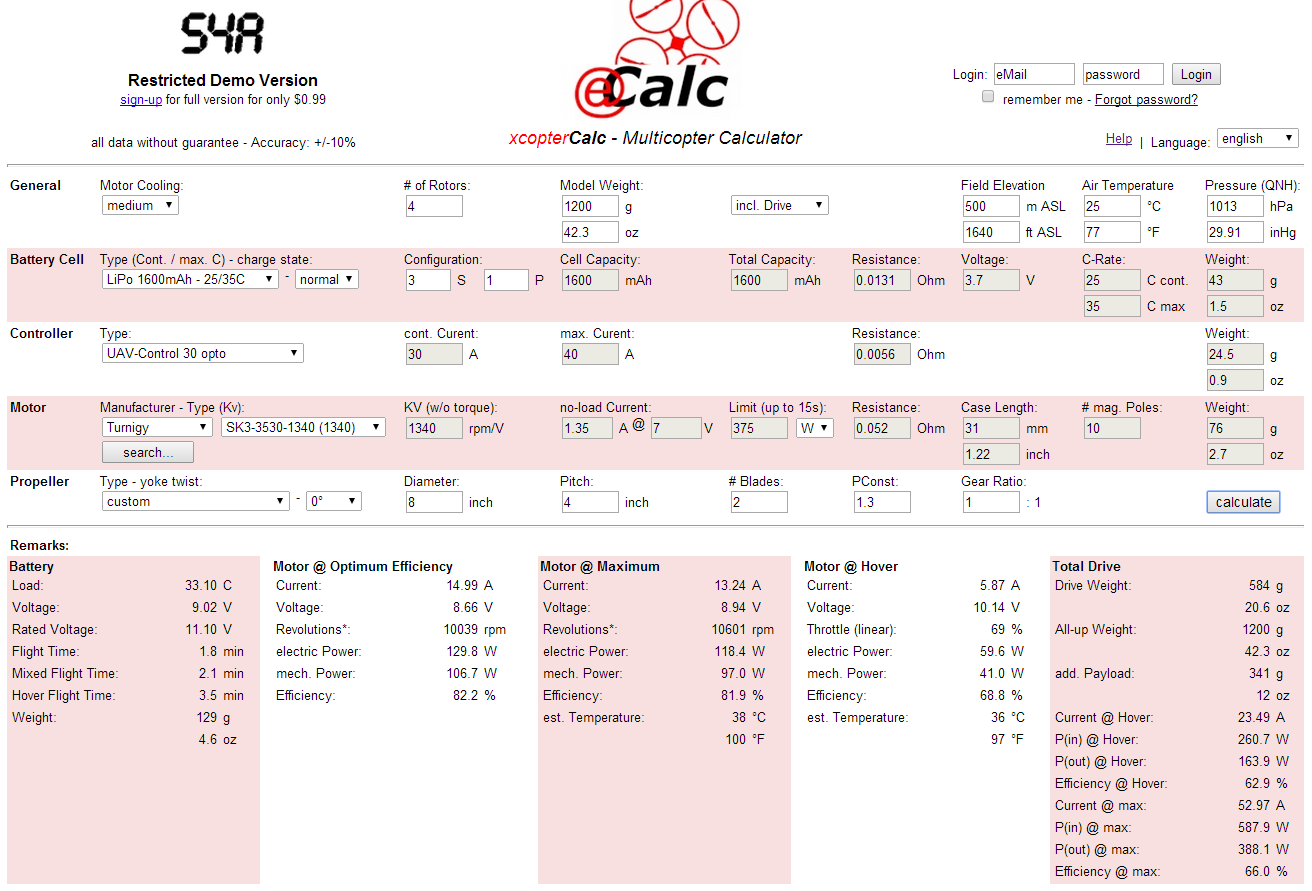 S4A
Restricted Demo Version
sign-up for full version for only $0.99
all data without guarantee - Accuracy: +/-10%
eCalc
xcopterCalc - Multicopter Calculator
Login: eMail password Login
remember me - Forgot password?
Help | Language: english
General Motor Cooling: # of Rotors: Model Weight: Field Elevation Air Temperature Pressure (QNH):
medium 4 1200 g incl. Drive 500 m ASL 25 °C 1013 hPa
42.3 oz 1640 ft ASL 77 °F 29.91 inHg
Battery Cell Type (Cont. / max. C) - charge state: Configuration: Cell Capacity: Total Capacity: Resistance: Voltage: C-Rate: Weight:
LiPo 1600mAh - 25/35C - normal 3 S 1 P 1600 mAh 1600 mAh 0.0131 Ohm 3.7 V 25 C cont. 43 g
35 C max 1.5 oz
Controller Type: cont. Curent: max. Curent: Resistance: Weight:
UAV-Control 30 opto 30 A 40 A 0.0056 Ohm 24.5 g
0.9 oz
Motor Manufacturer - Type (Kv): KV (w/o torque): no-load Current: Limit (up to 15s): Resistance: Case Length: # mag. Poles: Weight:
Turnigy SK3-3530-1340 (1340) 1340 rpm/V 1.35 A @ 7 V 375 W 0.052 Ohm 31 mm 10 76 g
search... 1.22 inch 2.7 oz
Propeller Type - yoke twist: Diameter: Pitch: # Blades: PConst: Gear Ratio:
custom - 0° 8 inch 4 inch 2 1.3 1 : 1 calculate
Remarks:
Battery Motor @ Optimum Efficiency Motor @ Maximum Motor @ Hover Total Drive
Load: 33.10 C Current: 14.99 A Current: 13.24 A Current: 5.87 A Drive Weight: 584 g
Voltage: 9.02 V Voltage: 8.66 V Voltage: 8.94 V Voltage: 10.14 V 20.6 oz
Rated Voltage: 11.10 V Revolutions*: 10039 rpm Revolutions*: 10601 rpm Throttle (linear): 69 % All-up Weight: 1200 g
Flight Time: 1.8 min electric Power: 129.8 W electric Power: 118.4 W electric Power: 59.6 W 42.3 oz
Mixed Flight Time: 2.1 min mech. Power: 106.7 W mech. Power: 97.0 W mech. Power: 41.0 W add. Payload: 341 g
Hover Flight Time: 3.5 min Efficiency: 82.2 % Efficiency: 81.9 % Efficiency: 68.8 % 12 oz
Weight: 129 g est. Temperature: 38 °C est. Temperature: 36 °C Current @ Hover: 23.49 A
4.6 oz 100 °F 97 °F P(in) @ Hover: 260.7 W
P(out) @ Hover: 163.9 W
Efficiency @ Hover: 62.9 %
Current @ max: 52.97 A
P(in) @ max: 587.9 W
P(out) @ max: 388.1 W
Efficiency @ max: 66.0 %